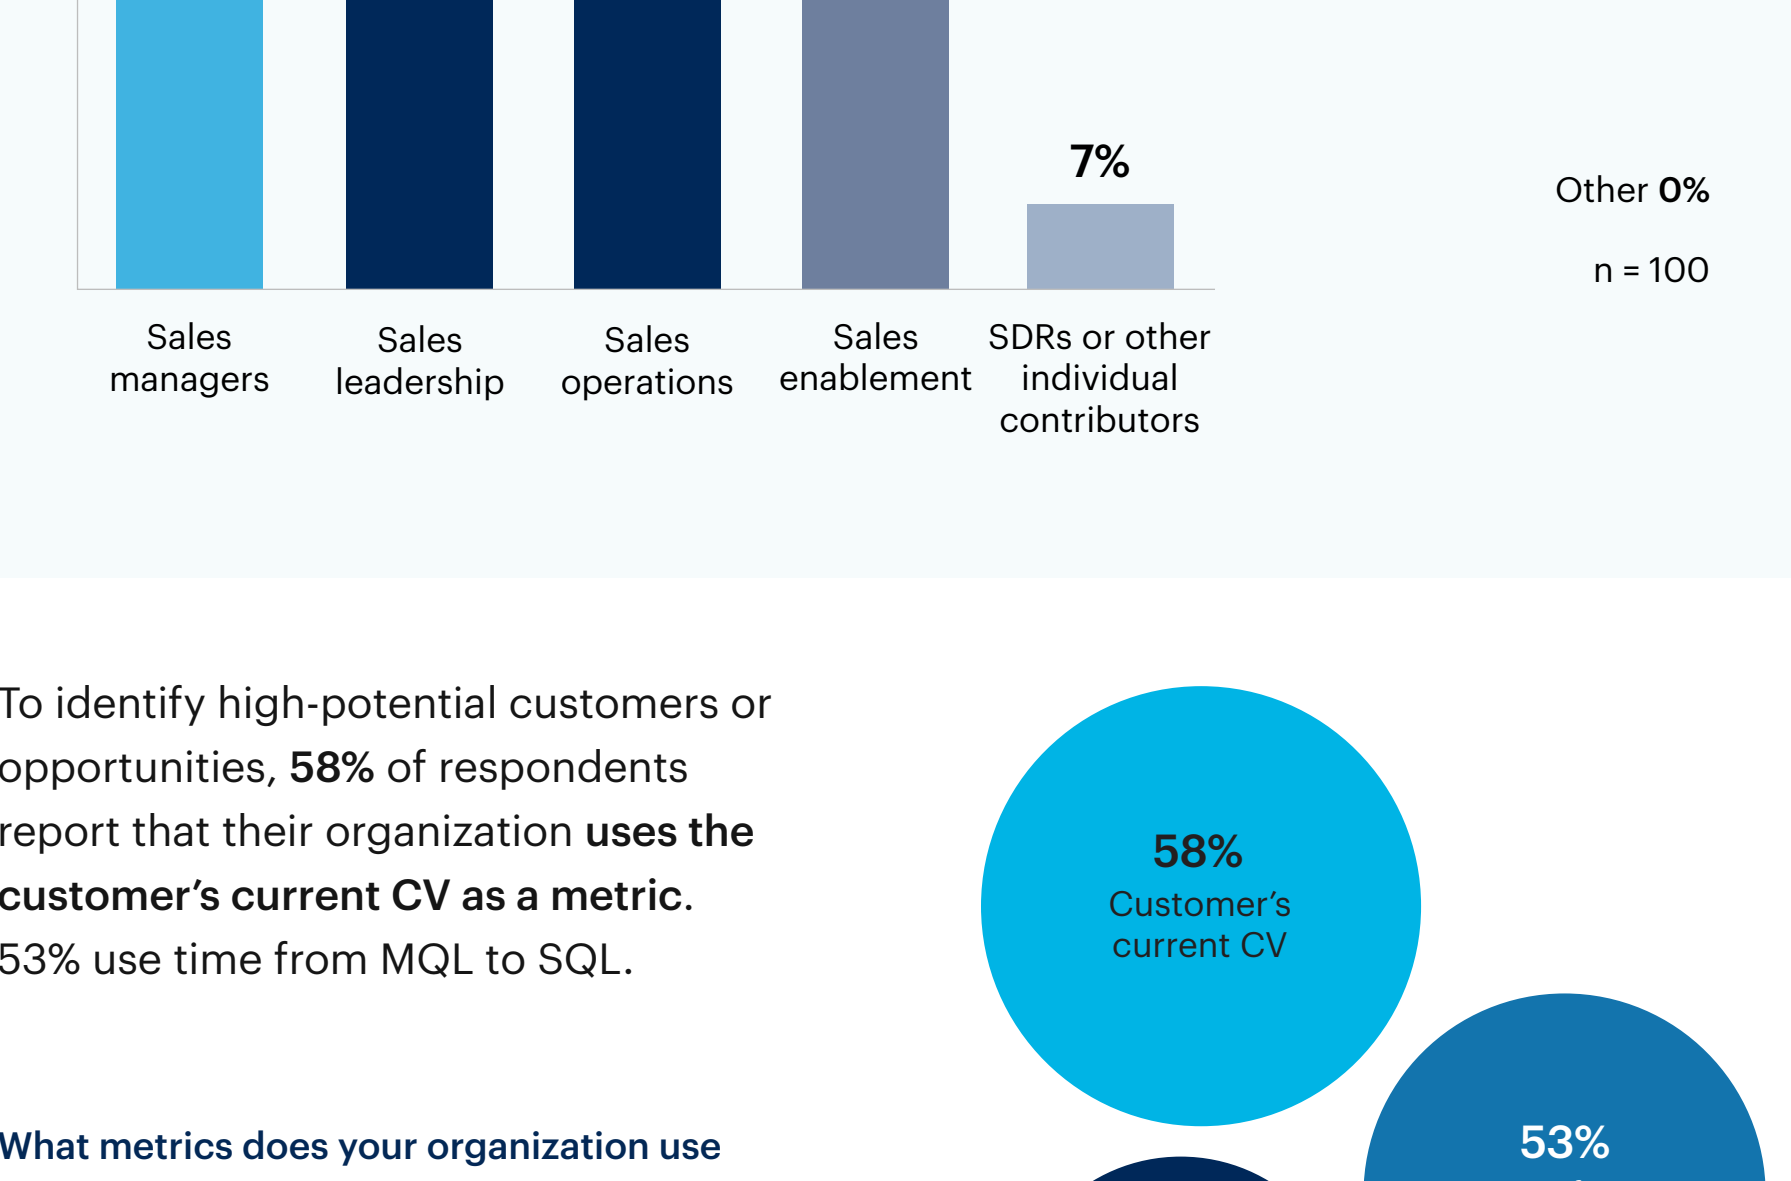 7%
Other 0%
n = 100
Sales
managers
Sales
leadership
Sales
operations
Sales
enablement
SDRs or other
individual
contributors
To identify high-potential customers or
opportunities, 58% of respondents
report that their organization uses the
customer’s current CV as a metric.
53% use time from MQL to SQL.
What metrics does your organization use
58%
Customer’s
current CV
53%